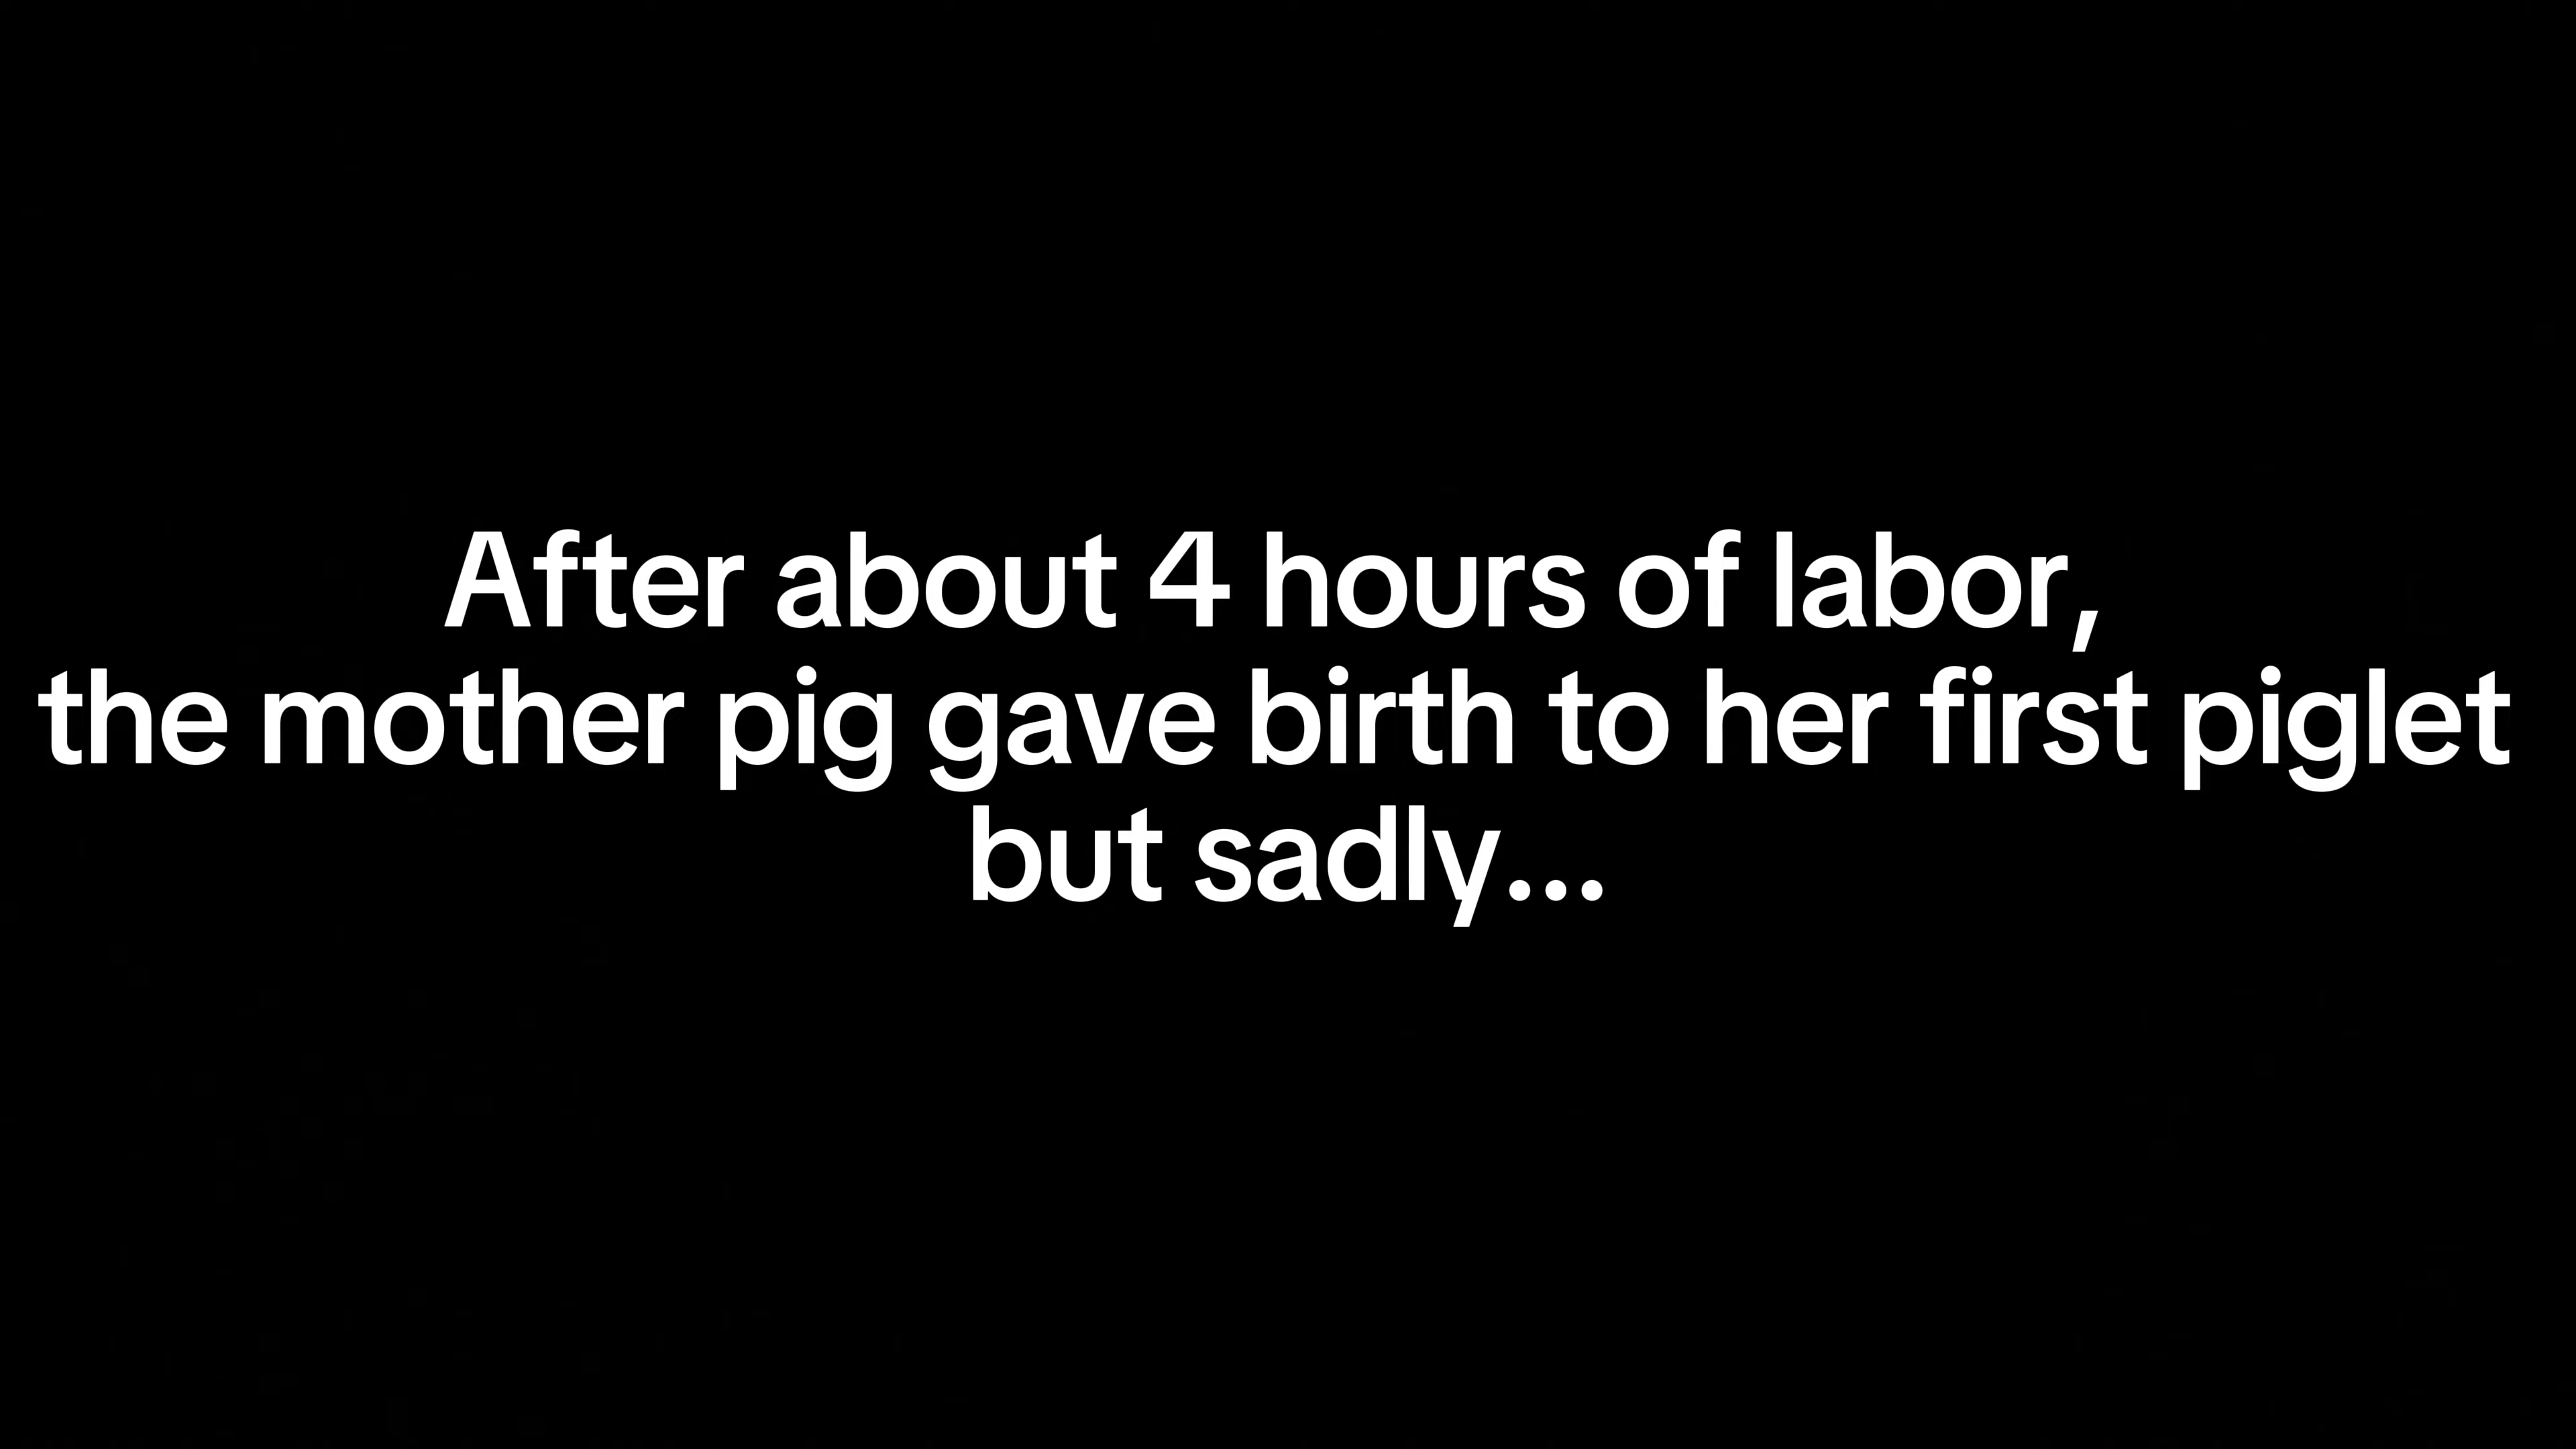 After about 4 hours of labor,
the mother pig gave birth to her first piglet
but sadly...